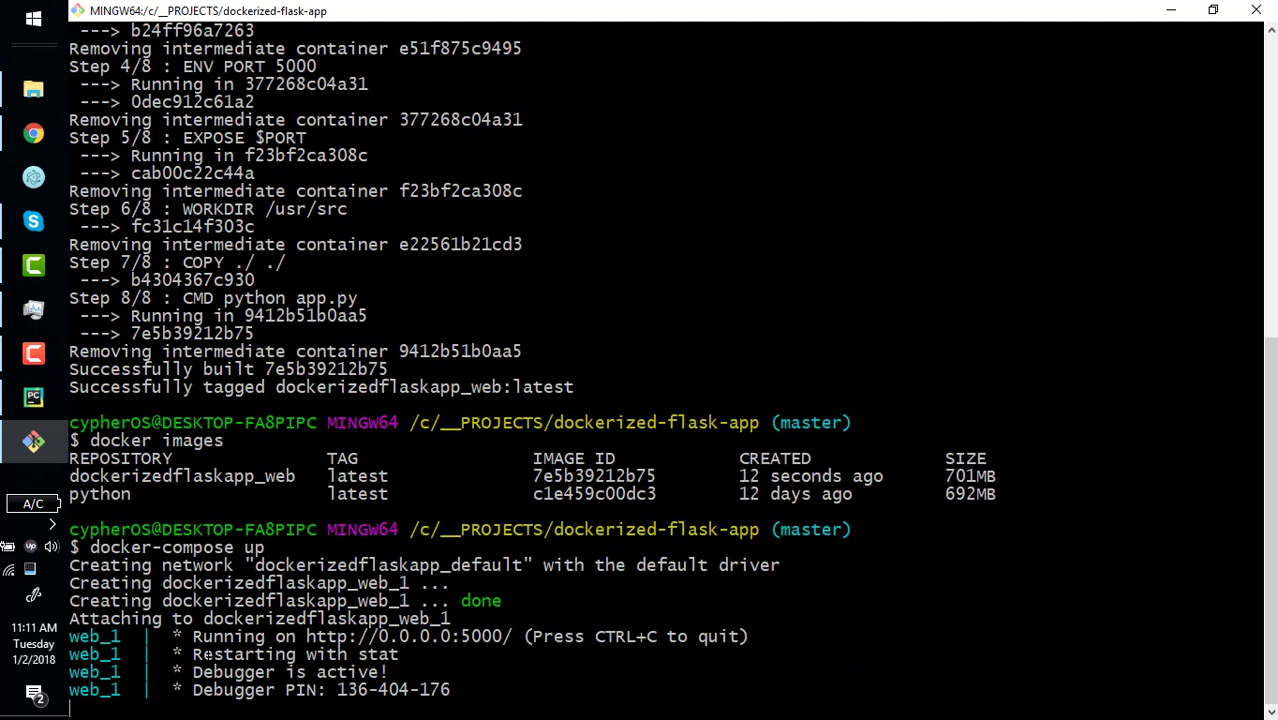 MINGW64:/c/__PROJECTS/dockerized-flask-app
---> b24ff96a7263
Removing intermediate container e51f875c9495
Step 4/8 : ENV PORT 5000
---> Running in 377268c04a31
---> 0dec912c61a2
Removing intermediate container 377268c04a31
Step 5/8 : EXPOSE $PORT
---> Running in f23bf2ca308c
---> cab00c22c44a
Removing intermediate container f23bf2ca308c
Step 6/8 : WORKDIR /usr/src
---> fc31c14f303c
Removing intermediate container e22561b21cd3
Step 7/8 : COPY ./ ./
---> b4304367c930
Step 8/8 : CMD python app.py
---> Running in 9412b51b0aa5
---> 7e5b39212b75
Removing intermediate container 9412b51b0aa5
Successfully built 7e5b39212b75
Successfully tagged dockerizedflaskapp_web:latest
cypherOS@DESKTOP-FA8PIPC MINGW64 /c/__PROJECTS/dockerized-flask-app (master)
$ docker images
REPOSITORY TAG IMAGE ID CREATED SIZE
dockerizedflaskapp_web latest 7e5b39212b75 12 seconds ago 701MB
python latest c1e459c00dc3 12 days ago 692MB
cypherOS@DESKTOP-FA8PIPC MINGW64 /c/__PROJECTS/dockerized-flask-app (master)
$ docker-compose up
Creating network "dockerizedflaskapp_default" with the default driver
Creating dockerizedflaskapp_web_1 ...
Creating dockerizedflaskapp_web_1 ... done
Attaching to dockerizedflaskapp_web_1
web_1 | * Running on http://0.0.0.0:5000/ (Press CTRL+C to quit)
web_1 | * Restarting with stat
web_1 | * Debugger is active!
web_1 | * Debugger PIN: 136-404-176
PC
A/C
up
11:11 AM
Tuesday
1/2/2018
2